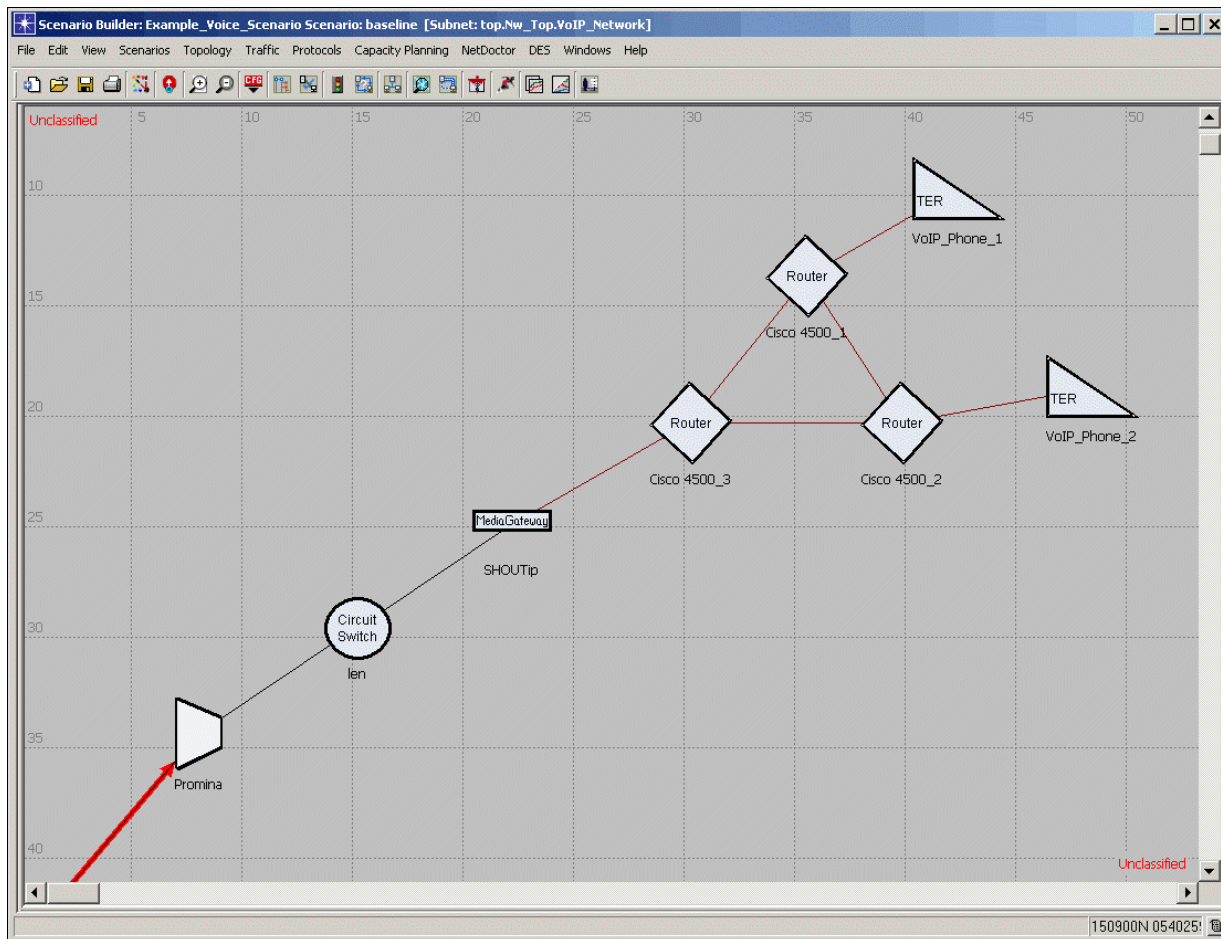 Scenario Builder: Example_Voice_Scenario Scenario: baseline [Subnet: top.Nw_Top.VoIP_Network]
File Edit View Scenarios Topology Traffic Protocols Capacity Planning NetDoctor DES Windows Help
CFG
Unclassified
5 10 15 20 25 30 35 40 45 50
10
TER
VoIP_Phone_1
Router
15
Cisco 4500_1
TER
20
Router
Router
VoIP_Phone_2
Cisco 4500_3
Cisco 4500_2
25
MediaGateway
SHOUTip
Circuit
Switch
30
len
35
Promina
40
Unclassified
150900N 054025